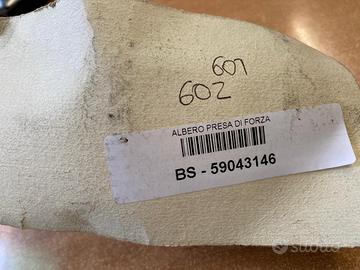 601
602
ALBERO PRESA DI FORZA
BS - 59043146
subito